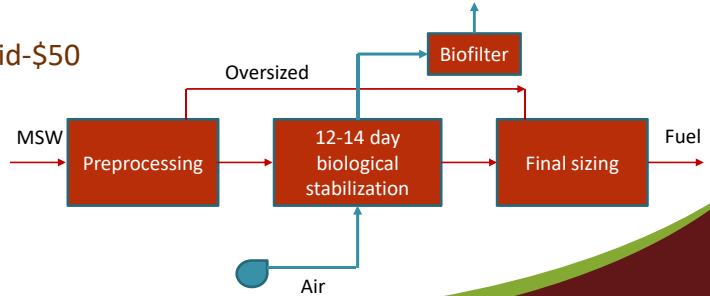 id-$50
Biofilter
Oversized
MSW
Preprocessing
12-14 day
biological
stabilization
Final sizing
Fuel
Air